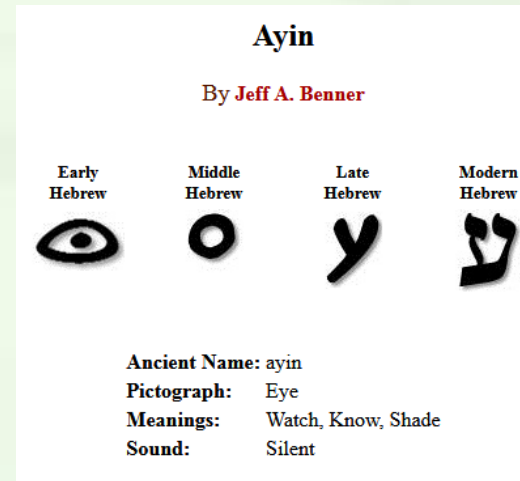 Ayin
By Jeff A. Benner
Early Hebrew
Middle Hebrew
Late Hebrew
Modern Hebrew
ע
Ancient Name: ayin
Pictograph: Eye
Meanings: Watch, Know, Shade
Sound: Silent